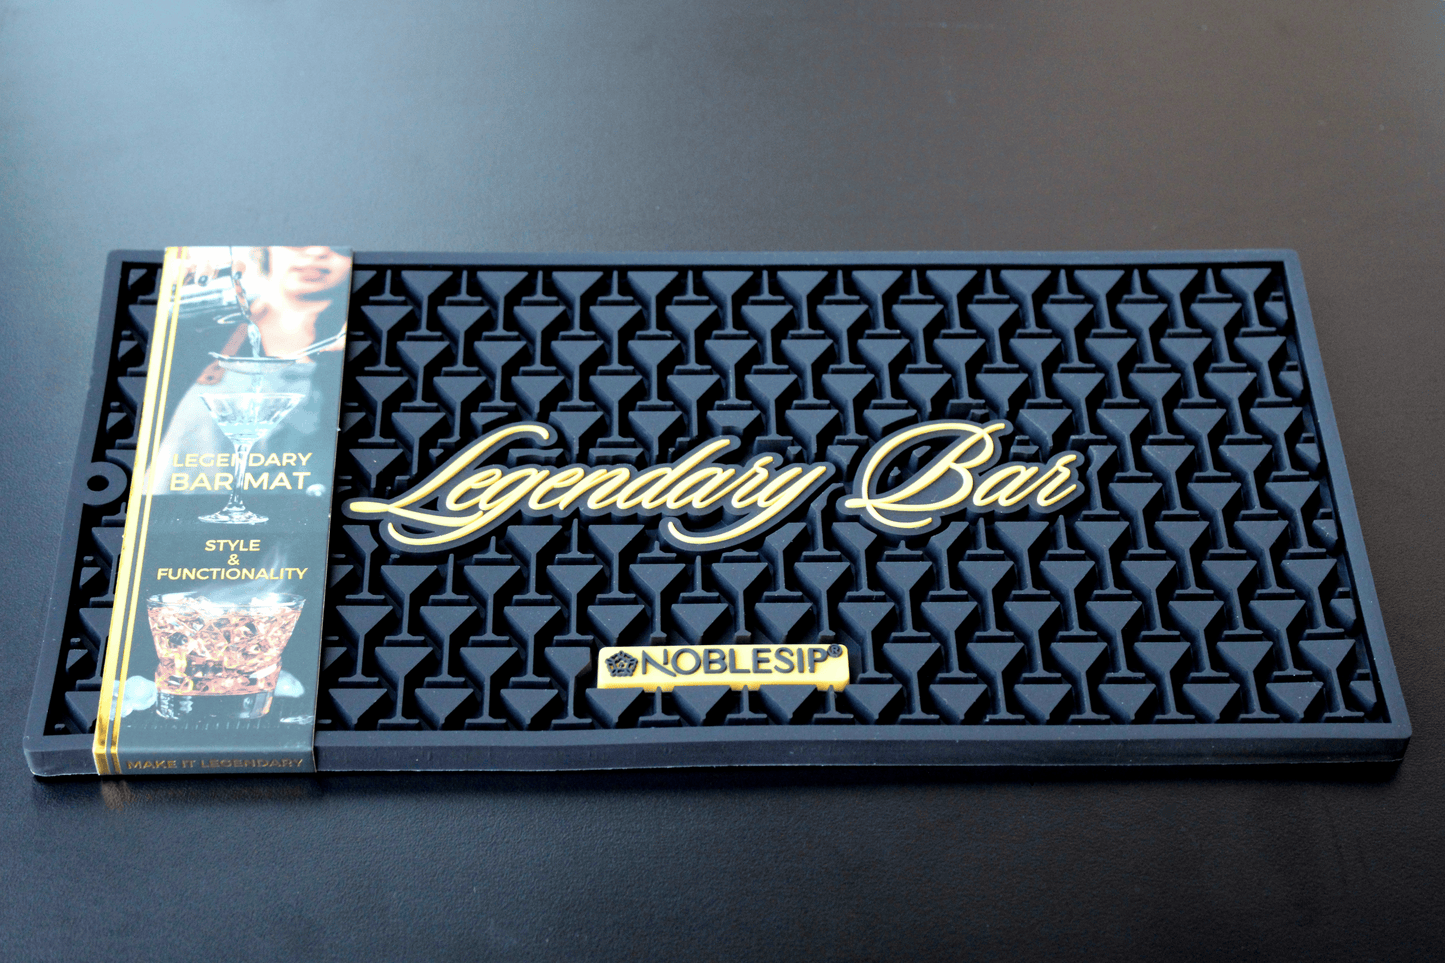 LEGENDARY
BAR MAT
STYLE
&
FUNCTIONALITY
MAKE IT LEGENDARY
Legendary Bar
NOBLESIP®